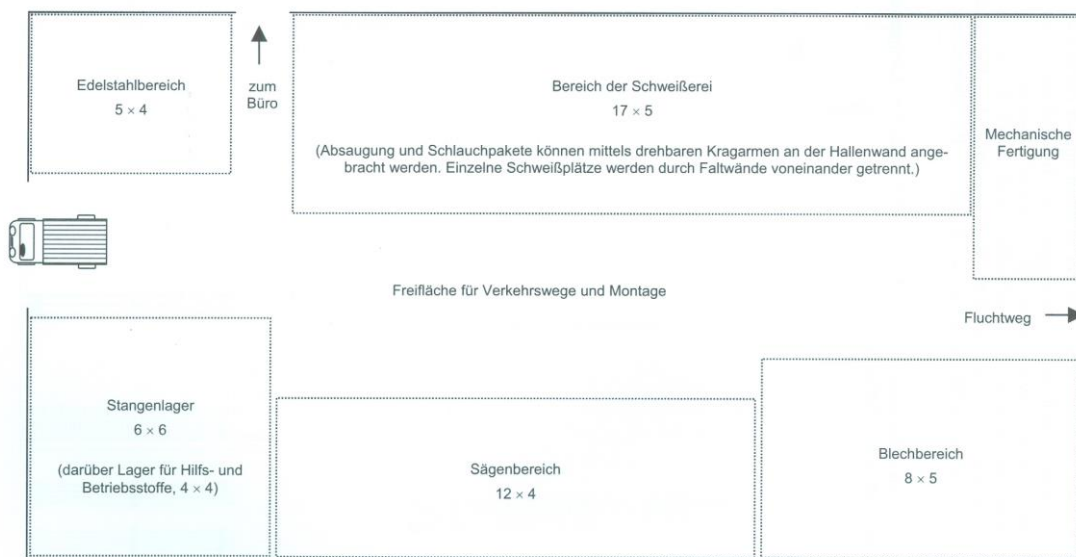 Edelstahlbereich
5 × 4
zum
Büro
Bereich der Schweißerei
17 × 5
(Absaugung und Schlauchpakete können mittels drehbaren Kragarmen an der Hallenwand ange-
bracht werden. Einzelne Schweißplätze werden durch Faltwände voneinander getrennt.)
Mechanische
Fertigung
Freifläche für Verkehrswege und Montage
Fluchtweg
Stangenlager
6 × 6
(darüber Lager für Hilfs- und
Betriebsstoffe, 4 × 4)
Sägenbereich
12 × 4
Blechbereich
8 × 5